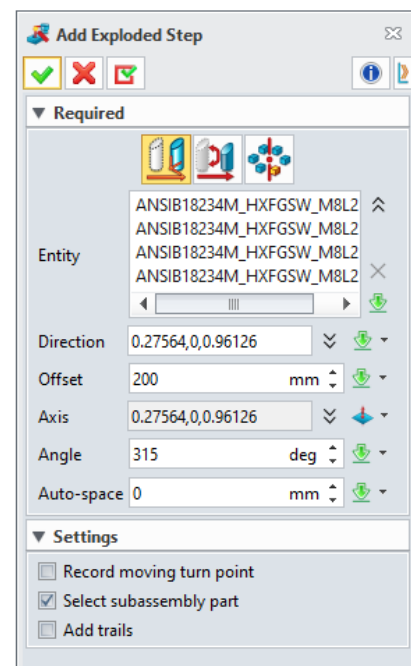 Add Exploded Step
Required
Entity
ANSIB18234M_HXFGSW_M8L2
ANSIB18234M_HXFGSW_M8L2
ANSIB18234M_HXFGSW_M8L2
ANSIB18234M_HXFGSW_M8L2
Direction 0.27564,0,0.96126
Offset 200 mm
Axis 0.27564,0,0.96126
Angle 315 deg
Auto-space 0 mm
Settings
Record moving turn point
Select subassembly part
Add trails